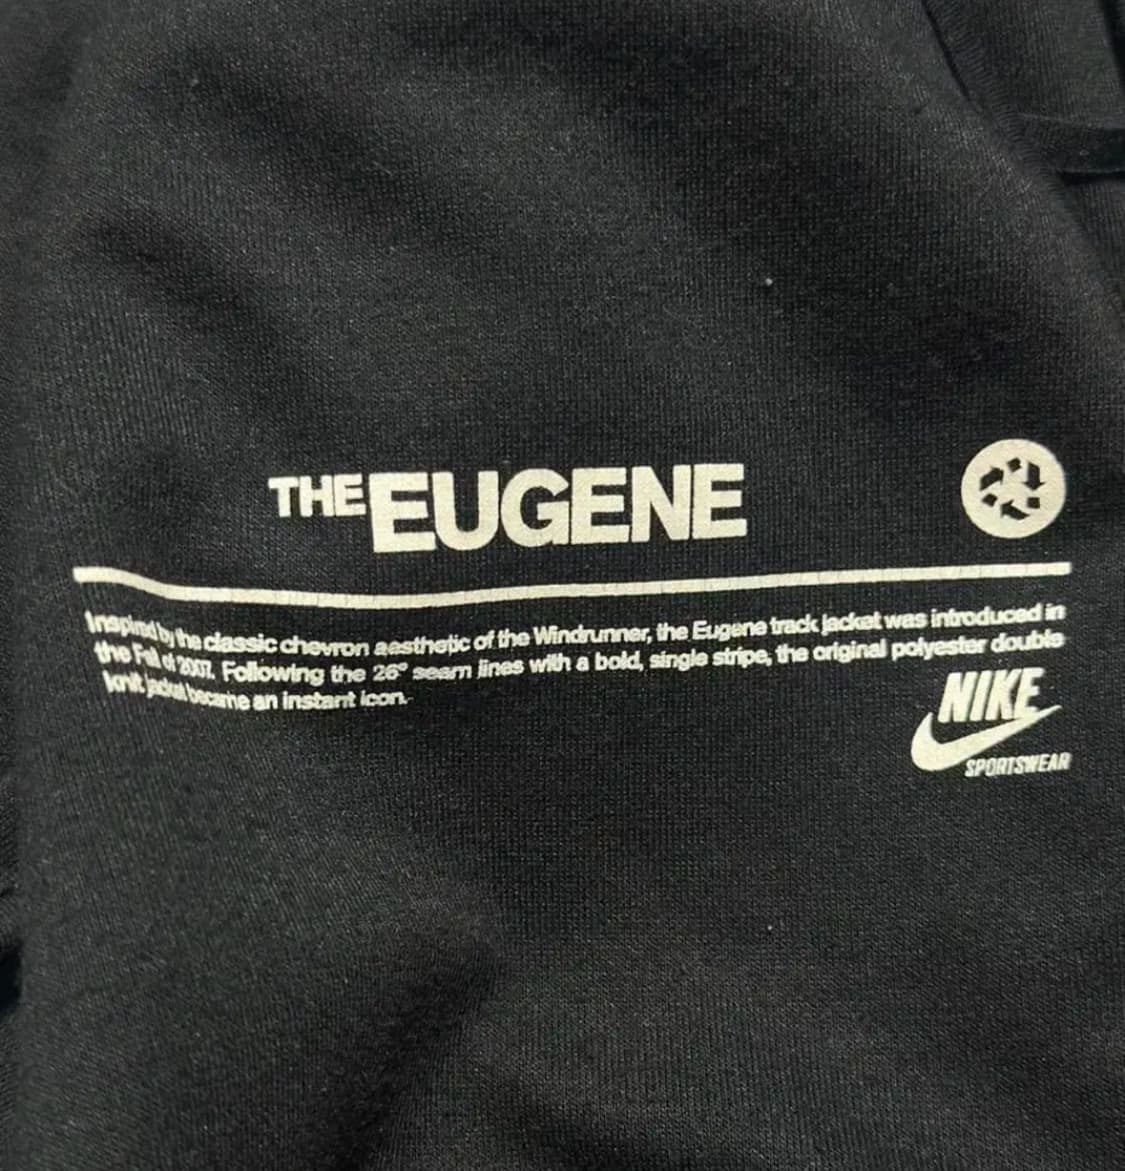 THE EUGENE
Inspired by the classic chevron aesthetic of the Windrunner, the Eugene track jacket was introduced in
the Fall of 2007. Following the 26° seam lines with a bold, single stripe, the original polyester double
knit jacket became an instant icon.
NIKE
SPORTSWEAR